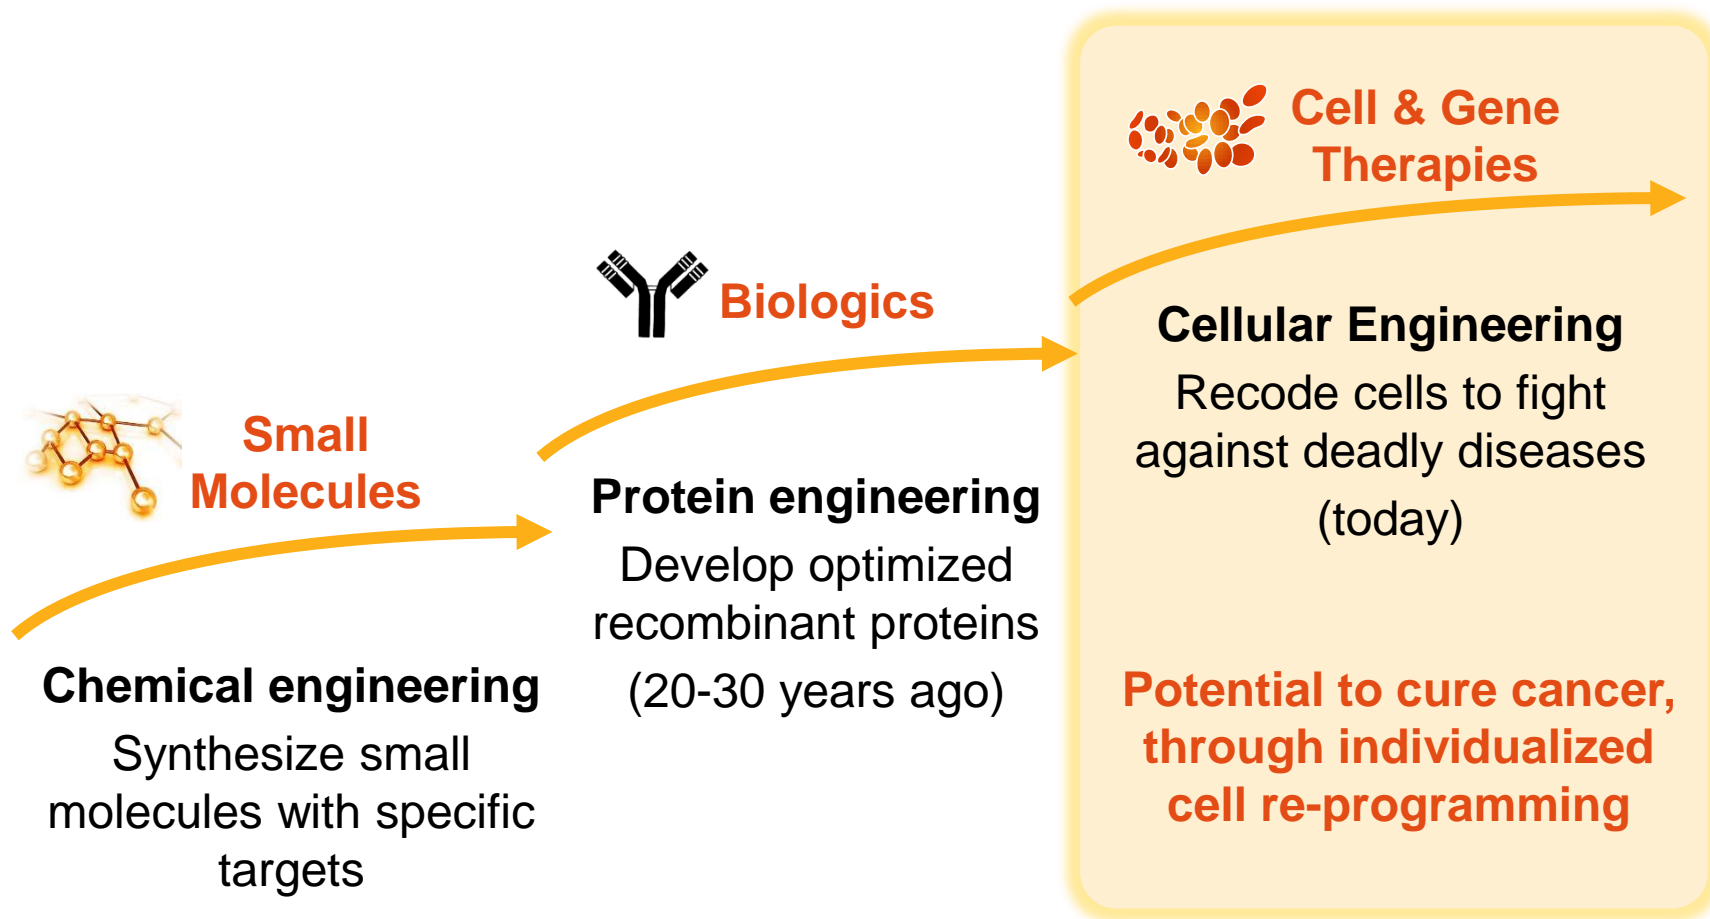 Small
Molecules
Chemical engineering
Synthesize small
molecules with specific
targets
Biologics
Protein engineering
Develop optimized
recombinant proteins
(20-30 years ago)
Cell & Gene
Therapies
Cellular Engineering
Recode cells to fight
against deadly diseases
(today)
Potential to cure cancer,
through individualized
cell re-programming